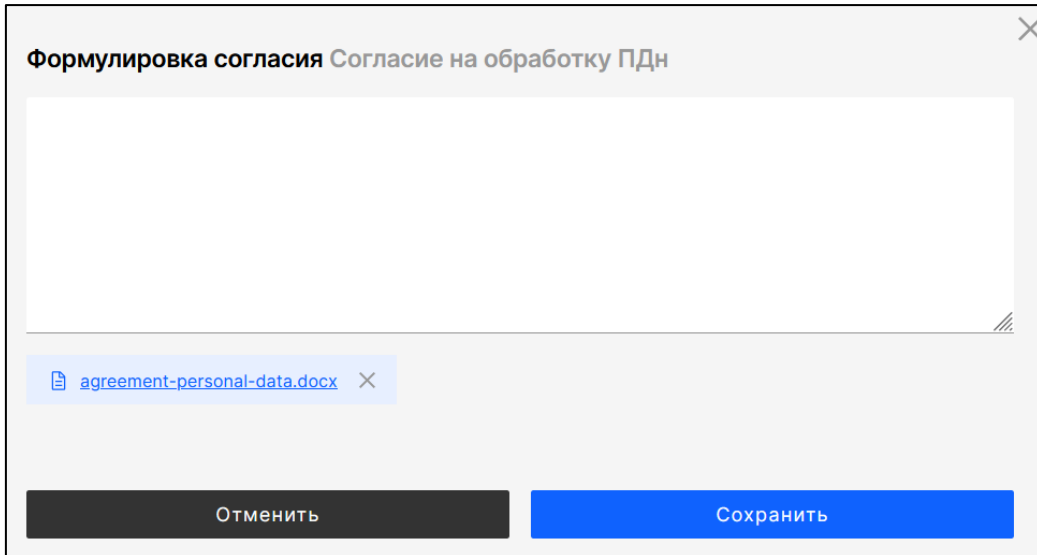 Формулировка согласия Согласие на обработку ПДн
agreement-personal-data.docx
Отменить Сохранить